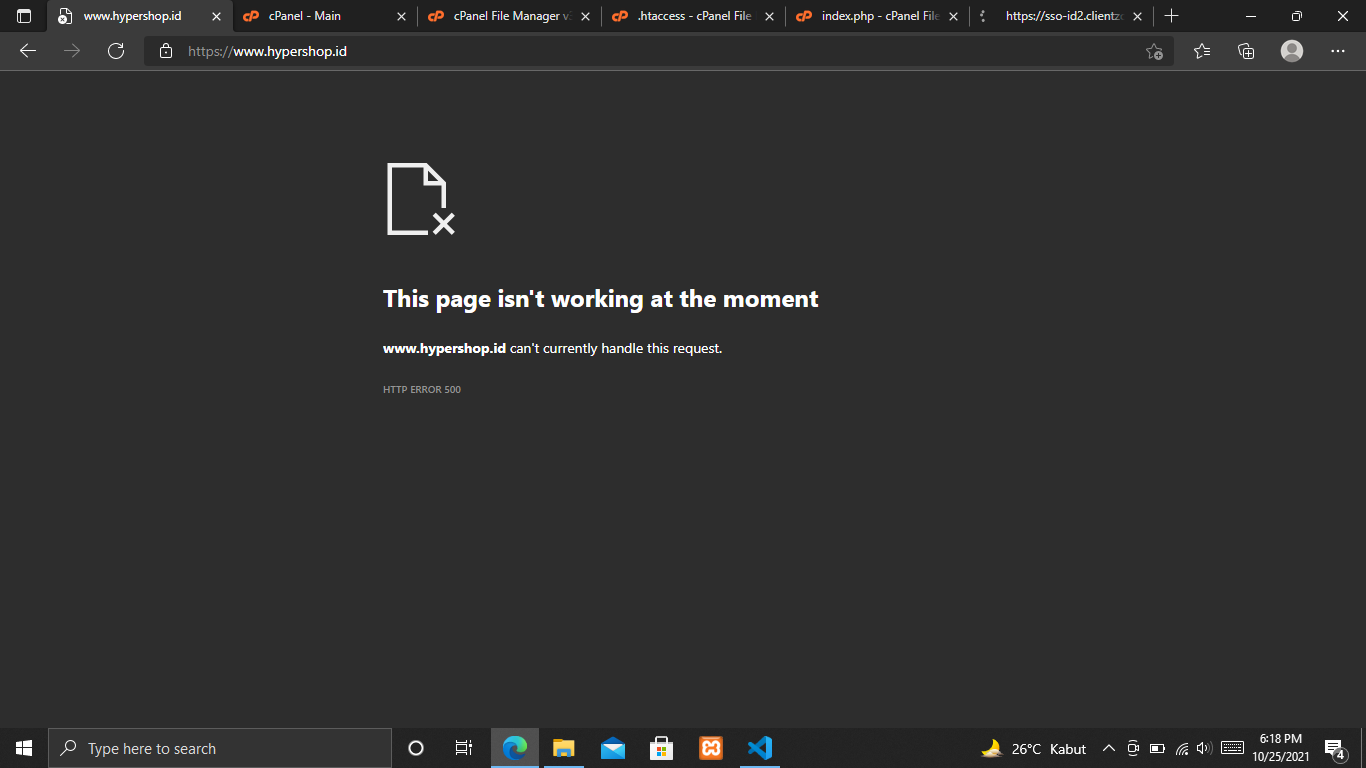 www.hypershop.id
cPanel - Main
cPanel File Manager v
.htaccess - cPanel File
index.php - cPanel File
https://sso-id2.clientz
https://www.hypershop.id
This page isn't working at the moment
www.hypershop.id can't currently handle this request.
HTTP ERROR 500
Type here to search
26°C Kabut
6:18 PM
10/25/2021
4